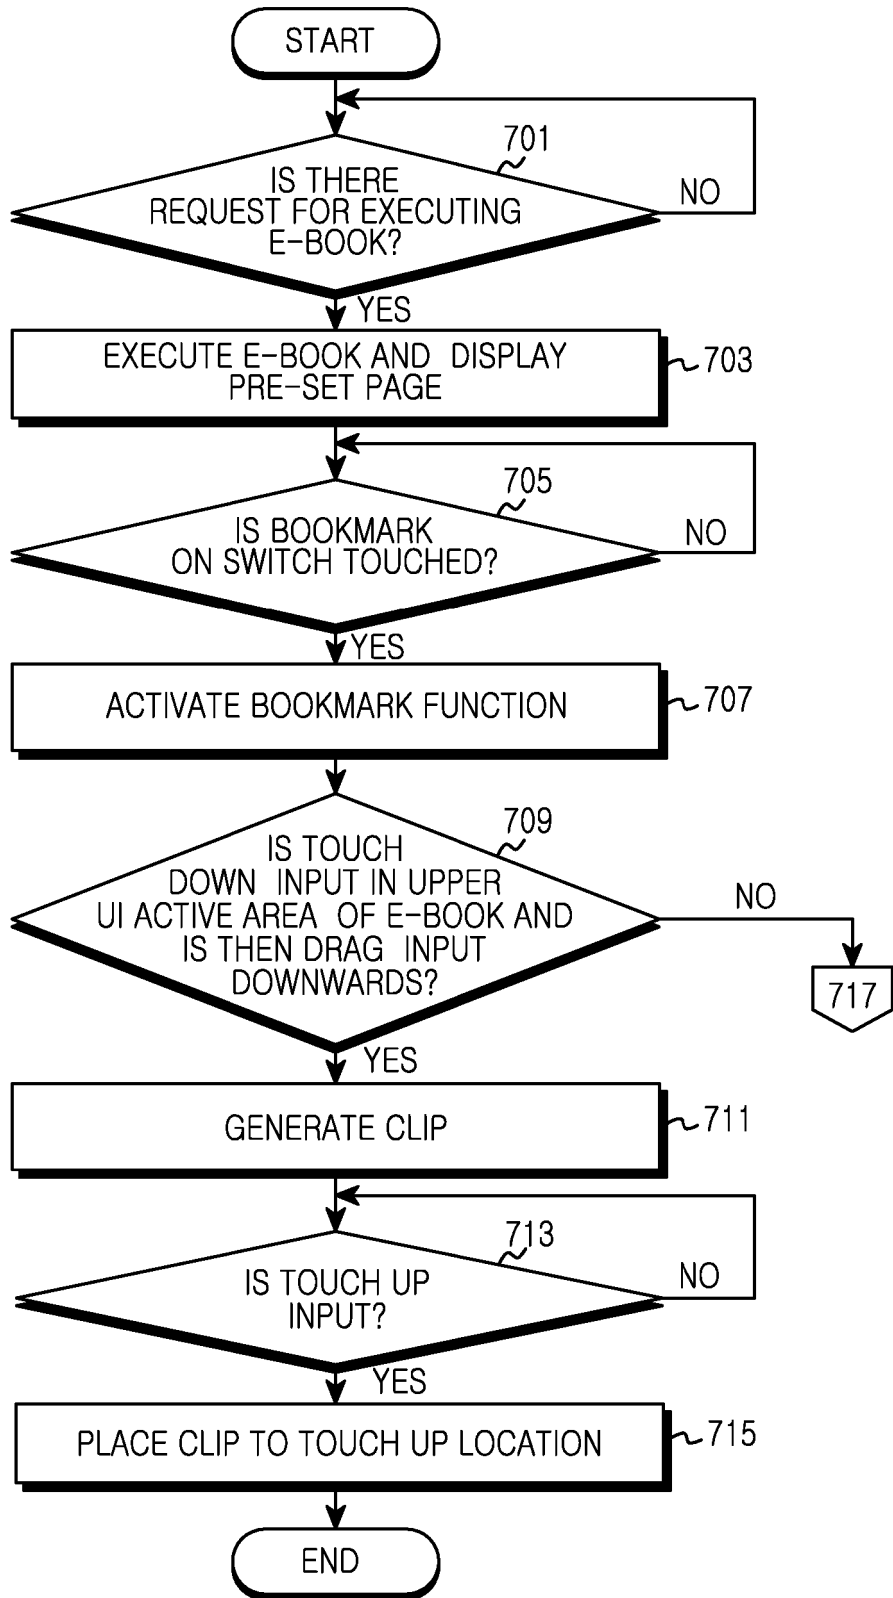 START
701
IS THERE
REQUEST FOR EXECUTING
E-BOOK?
NO
YES
EXECUTE E-BOOK AND DISPLAY
PRE-SET PAGE
703
705
IS BOOKMARK
ON SWITCH TOUCHED?
NO
YES
ACTIVATE BOOKMARK FUNCTION
707
709
IS TOUCH
DOWN INPUT IN UPPER
UI ACTIVE AREA OF E-BOOK AND
IS THEN DRAG INPUT
DOWNWARDS?
NO
717
YES
GENERATE CLIP
711
713
IS TOUCH UP
INPUT?
NO
YES
PLACE CLIP TO TOUCH UP LOCATION
715
END